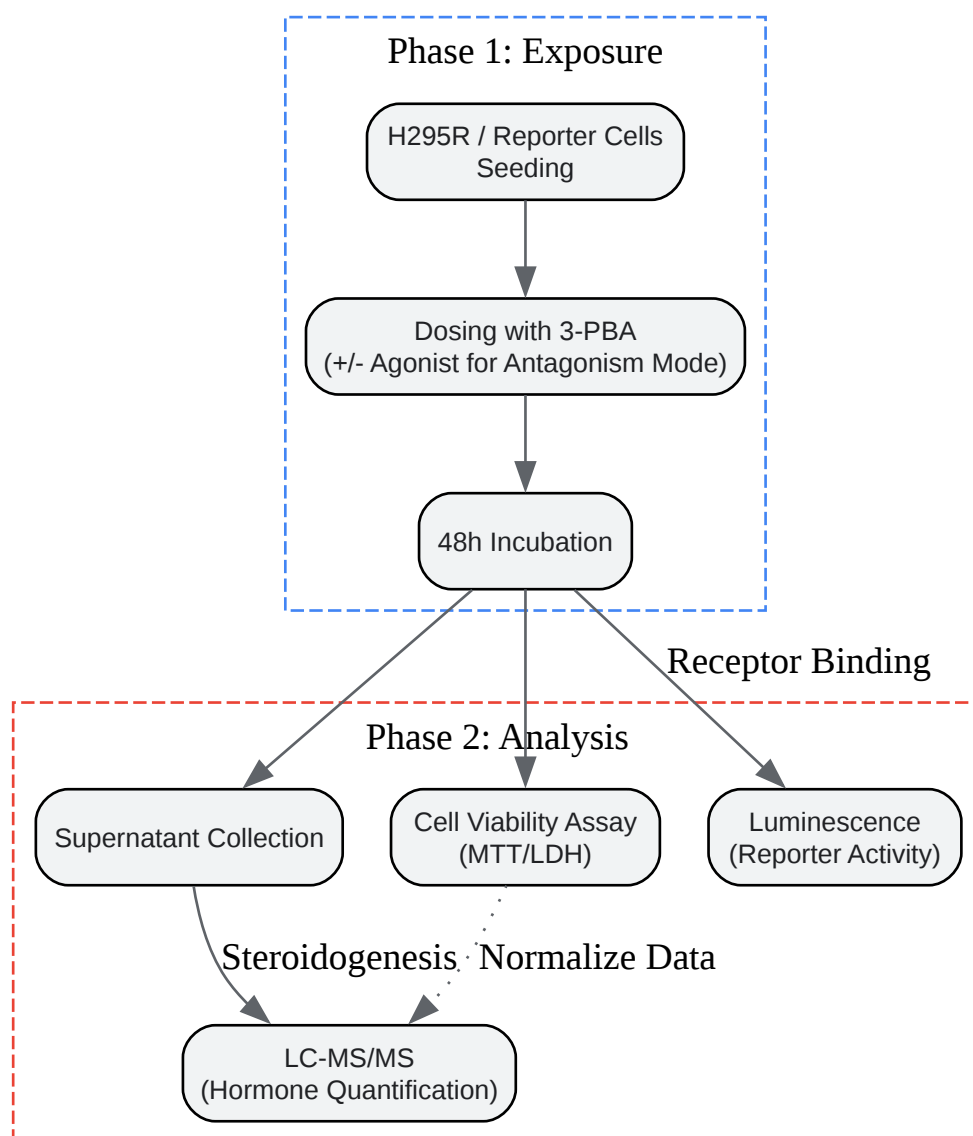 Phase 1: Exposure
H295R / Reporter Cells
Seeding
Dosing with 3-PBA
(+/- Agonist for Antagonism Mode)
48h Incubation
Receptor Binding
Phase 2: Analysis
Supernatant Collection
Cell Viability Assay
(MTT/LDH)
Luminescence
(Reporter Activity)
Steroidogenesis
Normalize Data
LC-MS/MS
(Hormone Quantification)